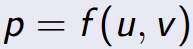 p = f(u, v)